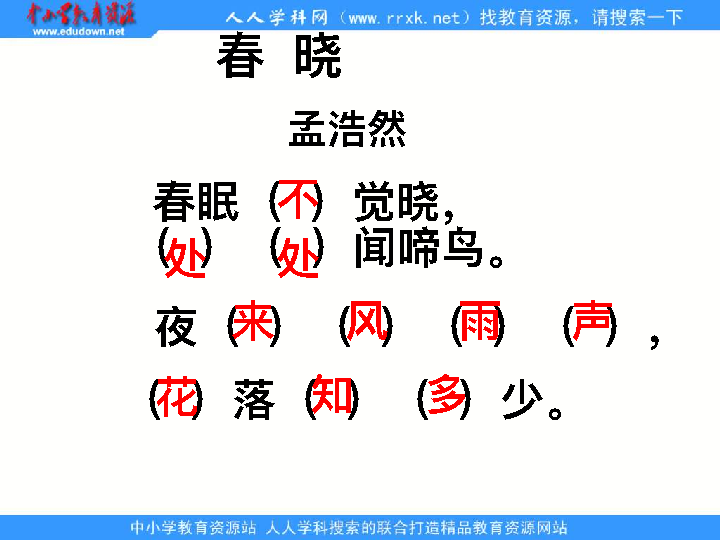 中小学教育资源
www.edudown.net
人人学科网（www.rrxk.net）找教育资源，请搜索一下
春 晓
孟浩然
春眠（不）觉晓，
（处）（处）闻啼鸟。
夜（来）（风）（雨）（声），
（花）落（知）（多）少。
中小学教育资源站 人人学科搜索的联合打造精品教育资源网站